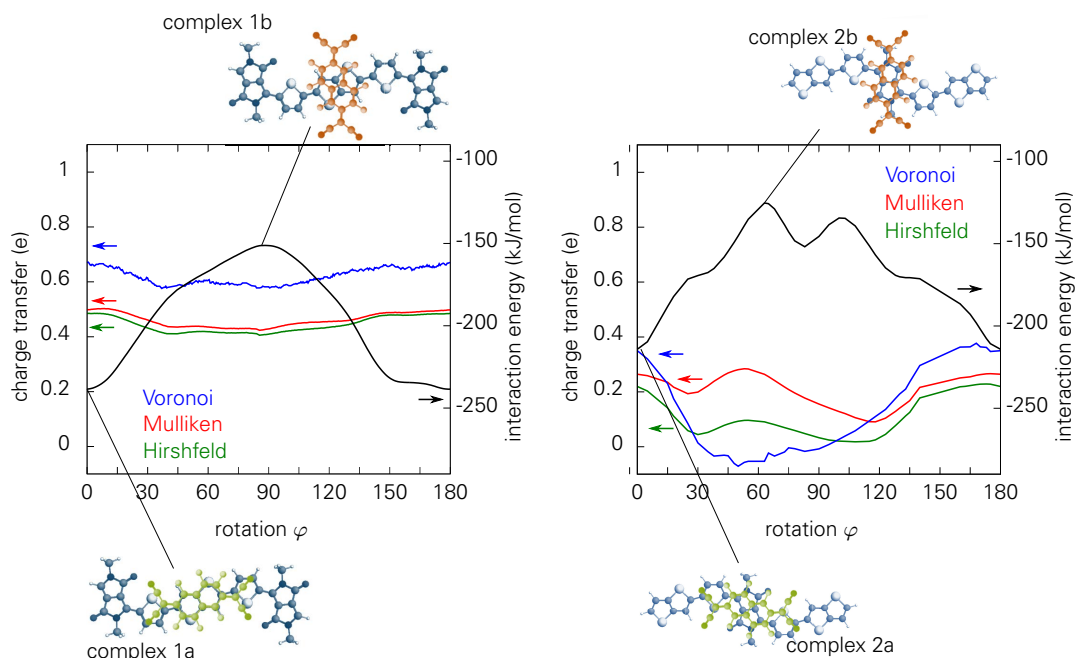 complex 1b
complex 2b
1
0.8
0.6
0.4
0.2
0
charge transfer (e)
-100
-150
-200
-250
interaction energy (kJ/mol)
Voronoi
Mulliken
Hirshfeld
0 30 60 90 120 150 180
rotation φ
complex 1a
1
0.8
0.6
0.4
0.2
0
charge transfer (e)
-100
-150
-200
-250
interaction energy (kJ/mol)
Voronoi
Mulliken
Hirshfeld
0 30 60 90 120 150 180
rotation φ
complex 2a